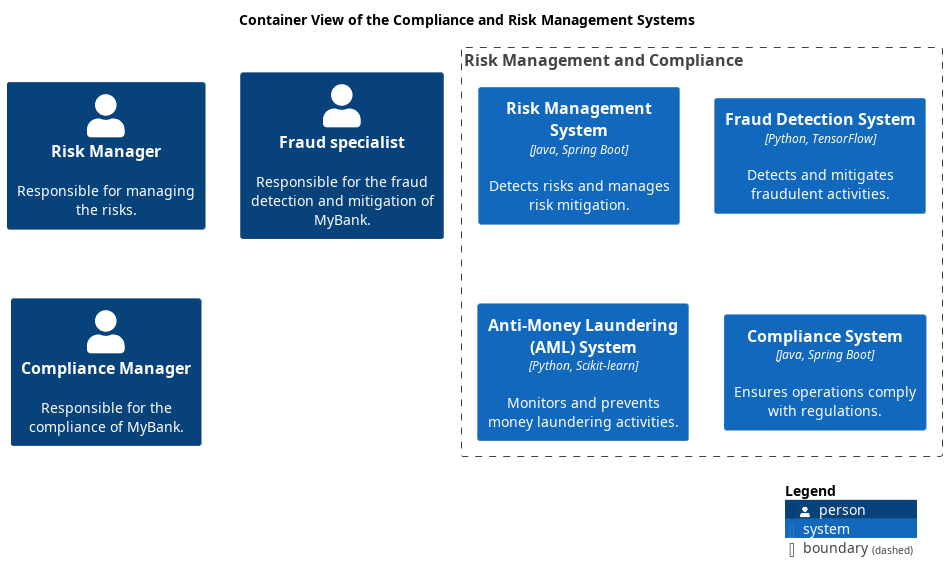 Container View of the Compliance and Risk Management Systems
Risk Manager
Responsible for managing
the risks.
Fraud specialist
Responsible for the fraud
detection and mitigation of
MyBank.
Risk Management and Compliance
Risk Management
System
[Java, Spring Boot]
Detects risks and manages
risk mitigation.
Fraud Detection System
[Python, TensorFlow]
Detects and mitigates
fraudulent activities.
Compliance Manager
Responsible for the
compliance of MyBank.
Anti-Money Laundering
(AML) System
[Python, Scikit-learn]
Monitors and prevents
money laundering activities.
Compliance System
[Java, Spring Boot]
Ensures operations comply
with regulations.
Legend
person
system
boundary (dashed)